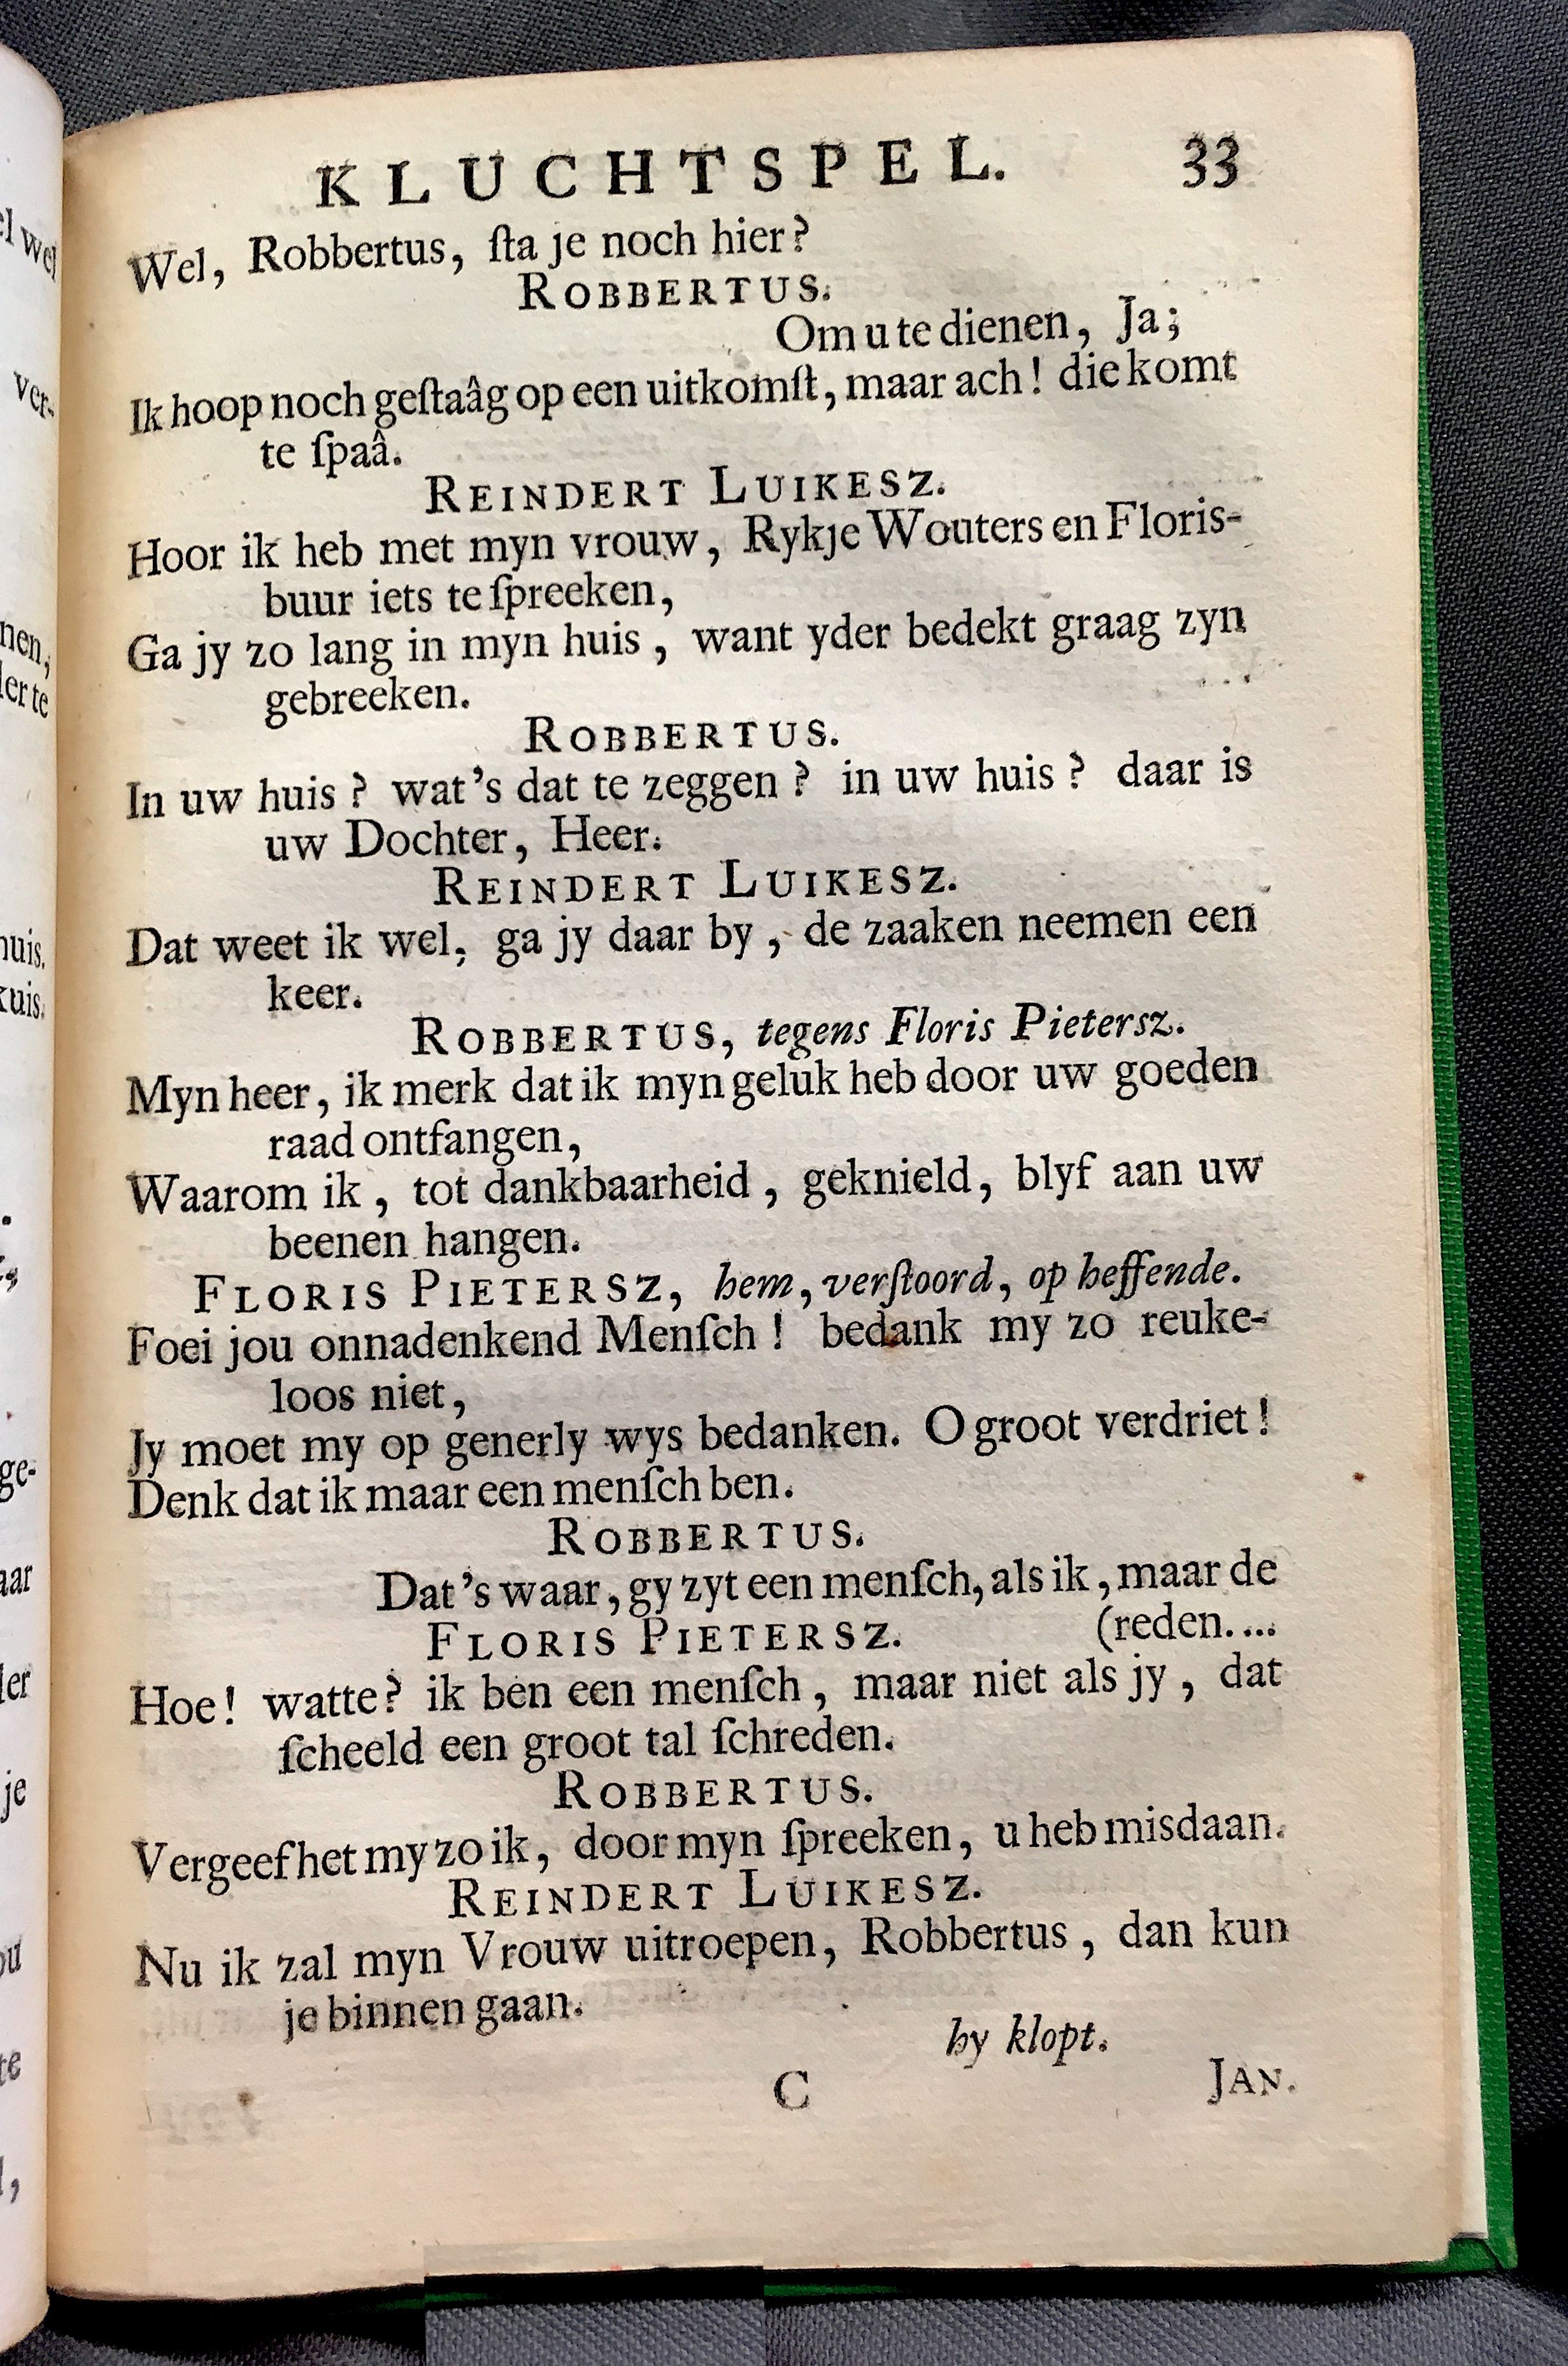 KLUCHTSPEL. 33
Wel, Robbertus, ſta je noch hier?
ROBBERTUS.
Om u te dienen, Ja;
Ik hoop noch geſtaâg op een uitkomſt, maar ach! die komt
te ſpaâ.
REINDERT LUIKESZ.
Hoor ik heb met myn vrouw, Rykje Wouters en Floris-
buur iets te ſpreeken,
Ga jy zo lang in myn huis, want yder bedekt graag zyn
gebreeken.
ROBBERTUS.
In uw huis? wat's dat te zeggen? in uw huis? daar is
uw Dochter, Heer.
REINDERT LUIKESZ.
Dat weet ik wel, ga jy daar by, de zaaken neemen een
keer.
ROBBERTUS, tegens Floris Pietersz.
Myn heer, ik merk dat ik myn geluk heb door uw goeden
raad ontfangen,
Waarom ik, tot dankbaarheid, geknield, blyf aan uw
beenen hangen.
FLORIS PIETERSZ, hem, verſtoord, op heffende.
Foei jou onnadenkend Menſch! bedank my zo reuke-
loos niet,
Jy moet my op generly wys bedanken. O groot verdriet!
Denk dat ik maar een menſch ben.
ROBBERTUS.
Dat's waar, gy zyt een menſch, als ik, maar de
FLORIS PIETERSZ. (reden....
Hoe! watte? ik ben een menſch, maar niet als jy, dat
ſcheeld een groot tal ſchreden.
ROBBERTUS.
Vergeef het my zo ik, door myn ſpreeken, u heb misdaan.
REINDERT LUIKESZ.
Nu ik zal myn Vrouw uitroepen, Robbertus, dan kun
je binnen gaan.
hy klopt.
C JAN.